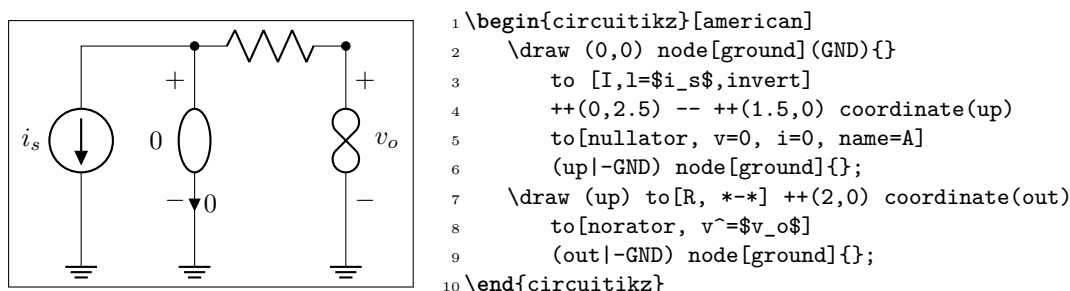 + +
i_s 0 v_o
− 0 −
1 \begin{circuitikz}[american]
2 \draw (0,0) node[ground](GND){}
3 to [I,l=$i_s$,invert]
4 ++(0,2.5) -- ++(1.5,0) coordinate(up)
5 to[nullator, v=0, i=0, name=A]
6 (up|-GND) node[ground]{};
7 \draw (up) to[R, *-*] ++(2,0) coordinate(out)
8 to[norator, v^=$v_o$]
9 (out|-GND) node[ground]{};
10 \end{circuitikz}